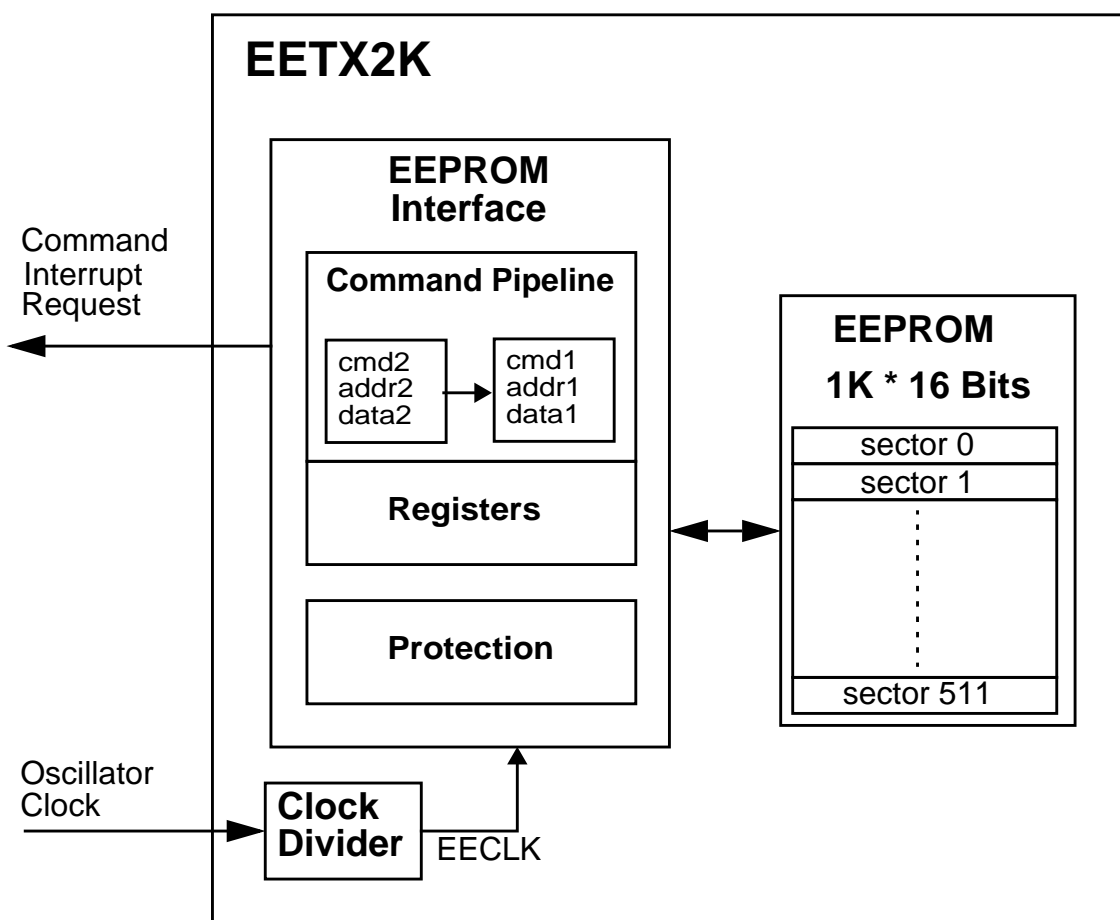 EETX2K
EEPROM
Interface
Command
Interrupt
Request
Command Pipeline
cmd2
addr2
data2
cmd1
addr1
data1
Registers
Protection
EEPROM
1K * 16 Bits
sector 0
sector 1
sector 511
Oscillator
Clock
Clock
Divider
EECLK